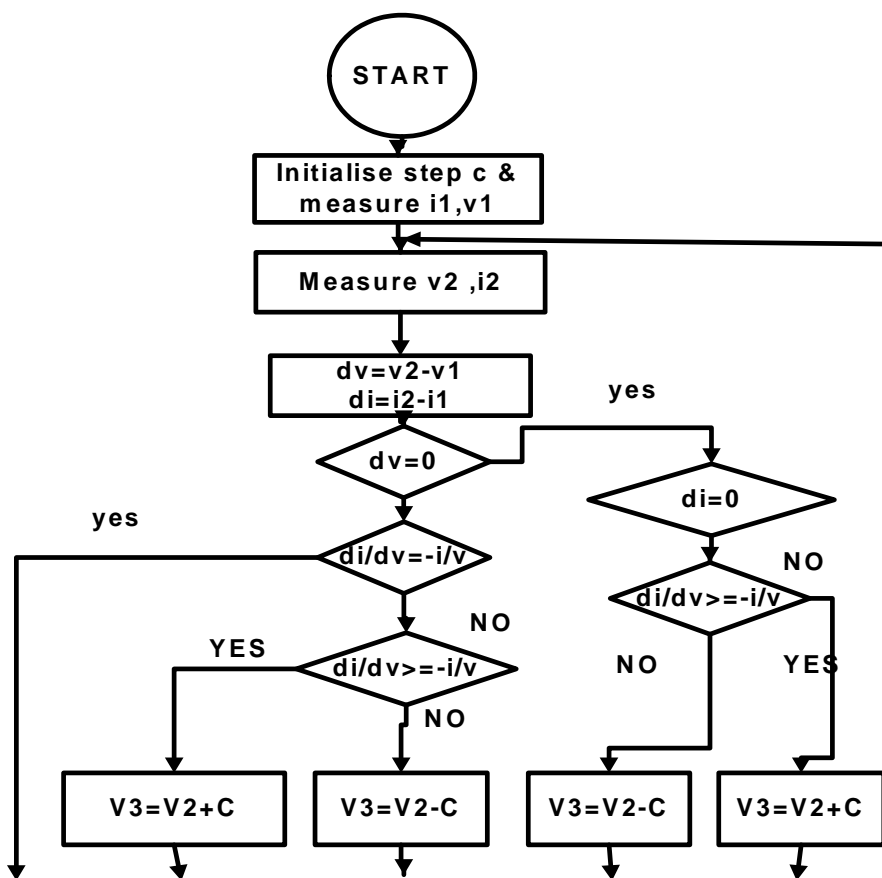 START
Initialise step c &
measure i1,v1
Measure v2 ,i2
dv=v2-v1
di=i2-i1
yes
dv=0
di=0
yes
di/dv=-i/v
NO
di/dv>=-i/v
NO
YES
di/dv>=-i/v
NO
YES
NO
V3=V2+C
V3=V2-C
V3=V2-C
V3=V2+C